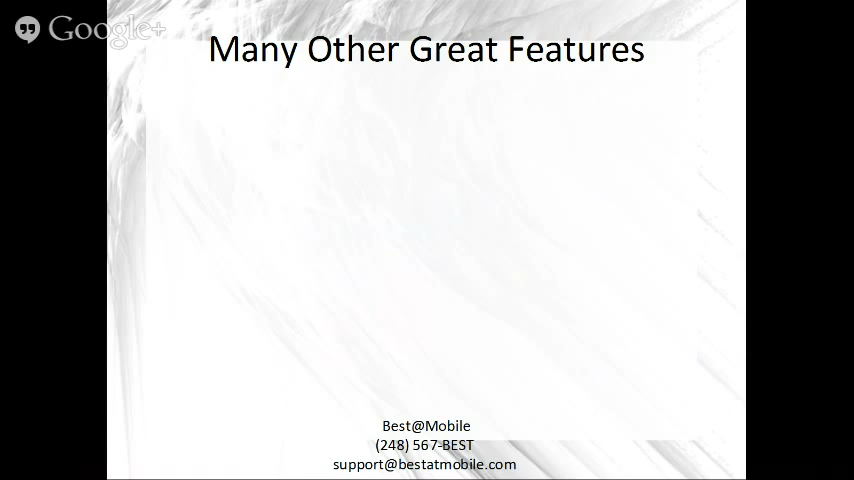 Google+
Many Other Great Features
Best@Mobile
(248) 567-BEST
support@bestatmobile.com